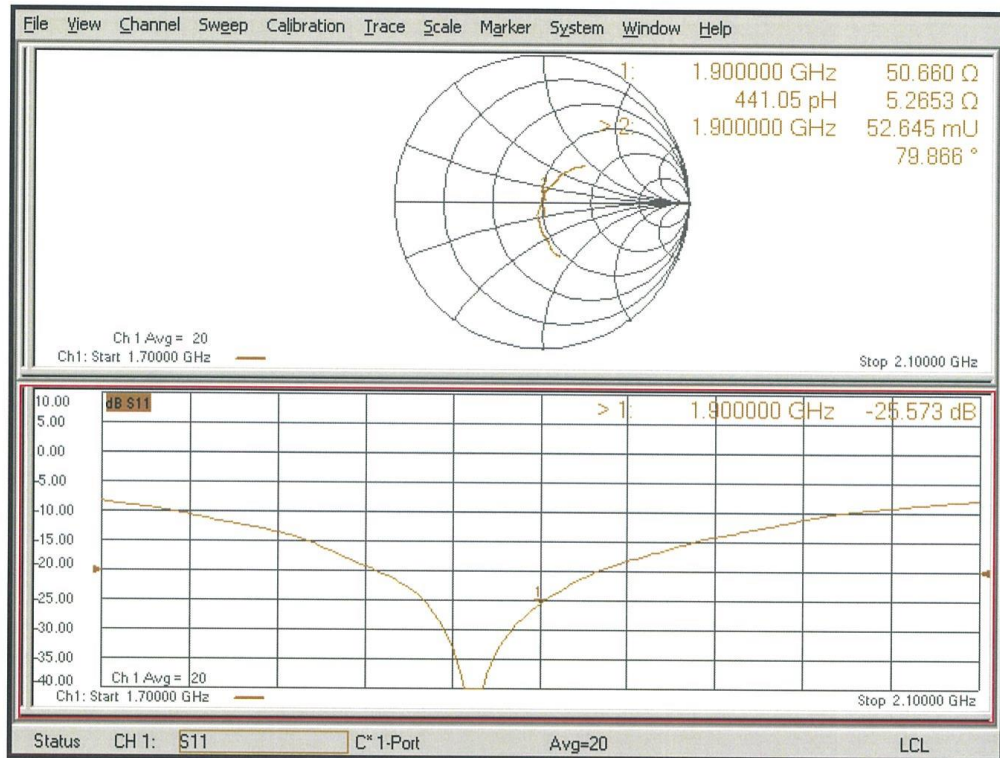 File View Channel Sweep Calibration Trace Scale Marker System Window Help
1: 1.900000 GHz 50.660 Ω
441.05 pH 5.2653 Ω
> 2: 1.900000 GHz 52.645 mU
79.866 °
Ch 1 Avg = 20
Ch1: Start 1.70000 GHz
Stop 2.10000 GHz
dB S11
> 1: 1.900000 GHz -25.573 dB
10.00
5.00
0.00
-5.00
-10.00
-15.00
-20.00
-25.00
-30.00
-35.00
-40.00
1
Ch 1 Avg = 20
Ch1: Start 1.70000 GHz
Stop 2.10000 GHz
Status CH 1: S11 C* 1-Port Avg=20 LCL